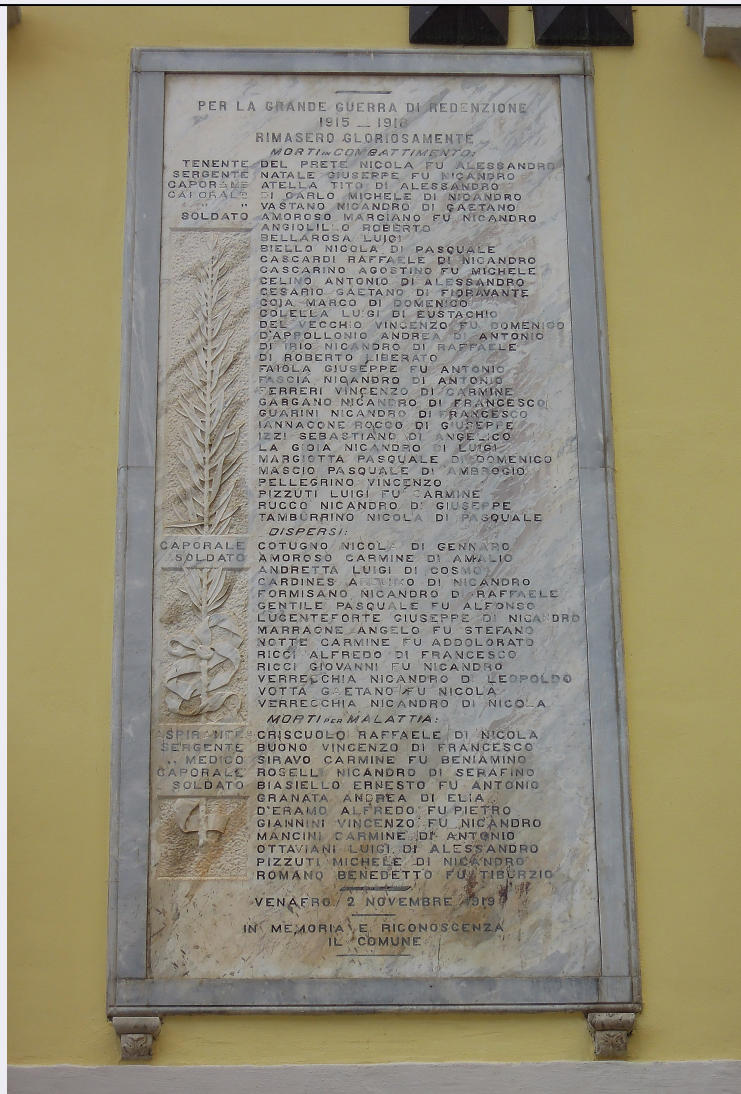 PER LA GRANDE GUERRA DI REDENZIONE
1915 _ 1918
RIMASERO GLORIOSAMENTE
MORTI IN COMBATTIMENTO:
TENENTE DEL PRETE NICOLA FU ALESSANDRO
SERGENTE NATALE GIUSEPPE FU NICANDRO
CAPORALE ATELLA TITO DI ALESSANDRO
CAPORALE DI CARLO MICHELE DI NICANDRO
" " VASTANO NICANDRO DI GAETANO
SOLDATO AMOROSO MARCIANO FU NICANDRO
ANGIOLILLO ROBERTO
BELLAROSA LUIGI
BIELLO NICOLA DI PASQUALE
CASCARDI RAFFAELE DI NICANDRO
CASCARINO AGOSTINO FU MICHELE
CELINO ANTONIO DI ALESSANDRO
CESARIO GAETANO DI FIORAVANTE
COJA MARCO DI DOMENICO
COLELLA LUIGI DI EUSTACHIO
DEL VECCHIO VINCENZO FU DOMENICO
D'APPOLLONIO ANDREA DI ANTONIO
DI IRIO NICANDRO DI RAFFAELE
DI ROBERTO LIBERATO
FAIOLA GIUSEPPE FU ANTONIO
FASCIA NICANDRO DI ANTONIO
FERRERI VINCENZO DI CARMINE
GARGANO NICANDRO DI FRANCESCO
GUARINI NICANDRO DI FRANCESCO
IANNACONE ROCCO DI GIUSEPPE
IZZI SEBASTIANO DI ANGELICO
LA GIOIA NICANDRO DI LUIGI
MARGIOTTA PASQUALE DI DOMENICO
MASCIO PASQUALE DI AMBROGIO
PELLEGRINO VINCENZO
PIZZUTI LUIGI FU CARMINE
RUCCO NICANDRO DI GIUSEPPE
TAMBURRINO NICOLA DI PASQUALE
DISPERSI:
CAPORALE COTUGNO NICOLA DI GENNARO
SOLDATO AMOROSO CARMINE DI AMALIO
ANDRETTA LUIGI DI COSMO
CARDINES DI NICANDRO
FORMISANO NICANDRO DI RAFFAELE
GENTILE PASQUALE FU ALFONSO
LUCENTEFORTE GIUSEPPE DI NICANDRO
MARRAONE ANGELO FU STEFANO
NOTTE CARMINE FU ADDOLORATO
RICCI ALFREDO DI FRANCESCO
RICCI GIOVANNI FU NICANDRO
VERRECCHIA NICANDRO DI LEOPOLDO
VOTTA GAETANO FU NICOLA
VERRECCHIA NICANDRO DI NICOLA
MORTI PER MALATTIA:
ASPIRANTE CRISCUOLO RAFFAELE DI NICOLA
SERGENTE BUONO VINCENZO DI FRANCESCO
" MEDICO SIRAVO CARMINE FU BENIAMINO
CAPORALE ROSELLI NICANDRO DI SERAFINO
SOLDATO BIASIELLO ERNESTO FU ANTONIO
GRANATA ANDREA DI ELIA
D'ERAMO ALFREDO FU PIETRO
GIANNINI VINCENZO FU NICANDRO
MANCINI CARMINE DI ANTONIO
OTTAVIANI LUIGI DI ALESSANDRO
PIZZUTI MICHELE DI NICANDRO
ROMANO BENEDETTO FU TIBURZIO
VENAFRO 2 NOVEMBRE 1919
IN MEMORIA E RICONOSCENZA
IL COMUNE